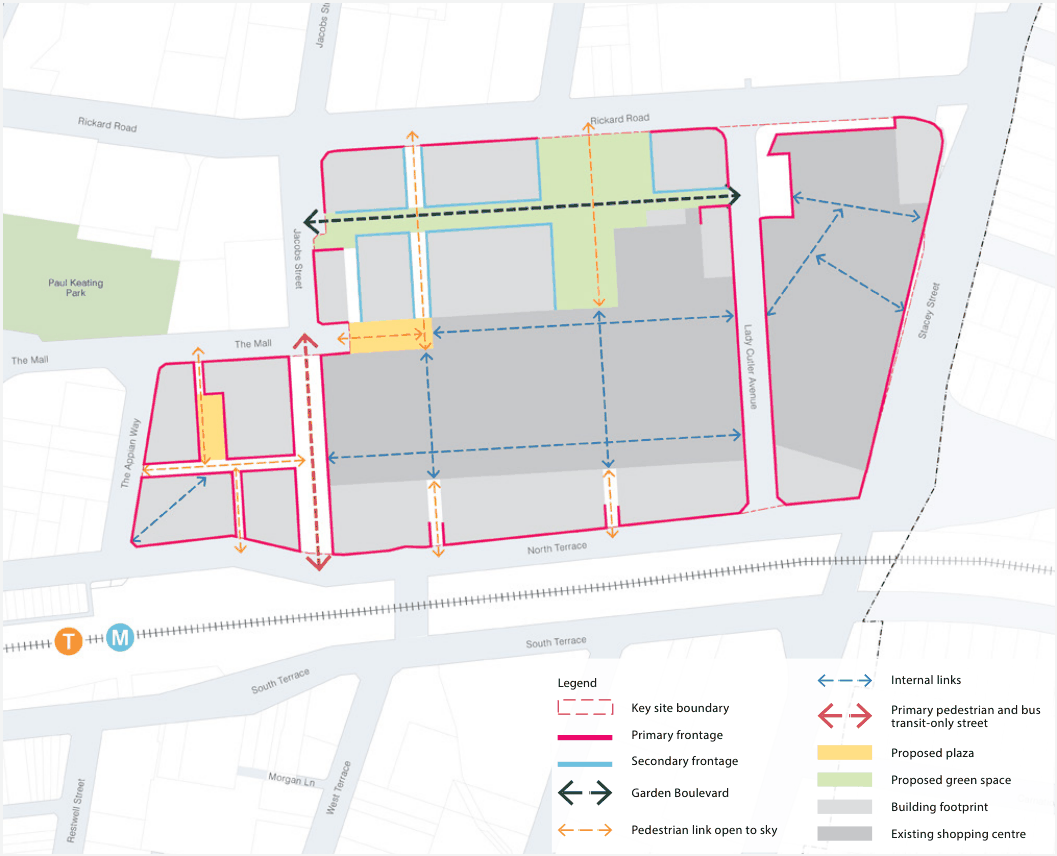 Jacobs St
Rickard Road
Rickard Road
Jacobs Street
Paul Keating
Park
The Mall
The Mall
Stacey Street
Lady Cutler Avenue
The Appian Way
North Terrace
T
M
South Terrace
South Terrace
Morgan Ln
West Terrace
Restwell Street
Legend
Key site boundary
Primary frontage
Secondary frontage
Garden Boulevard
Pedestrian link open to sky
Internal links
Primary pedestrian and bus
transit-only street
Proposed plaza
Proposed green space
Building footprint
Existing shopping centre